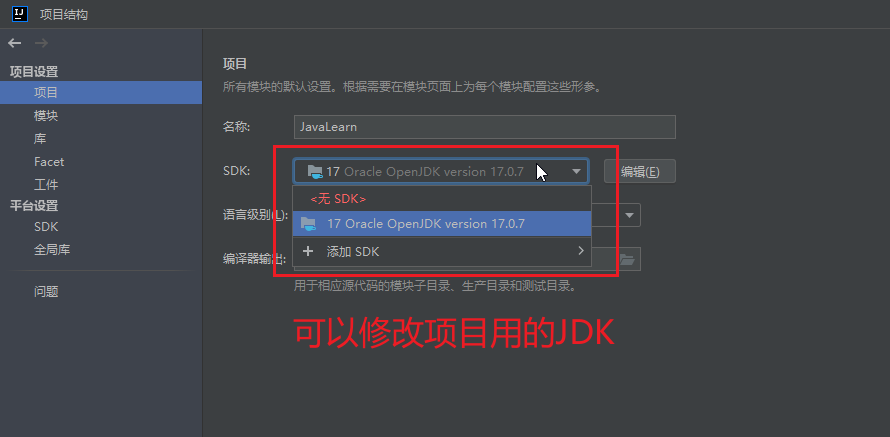 IJ 项目结构
项目设置
项目
模块
库
Facet
工件
平台设置
SDK
全局库
问题
项目
所有模块的默认设置。根据需要在模块页面上为每个模块配置这些形参。
名称: JavaLearn
SDK: 17 Oracle OpenJDK version 17.0.7 编辑(E)
<无 SDK>
语言级别(L): 17 Oracle OpenJDK version 17.0.7
编译器输出: + 添加 SDK >
用于相应源代码的模块子目录、生产目录和测试目录。
可以修改项目用的JDK